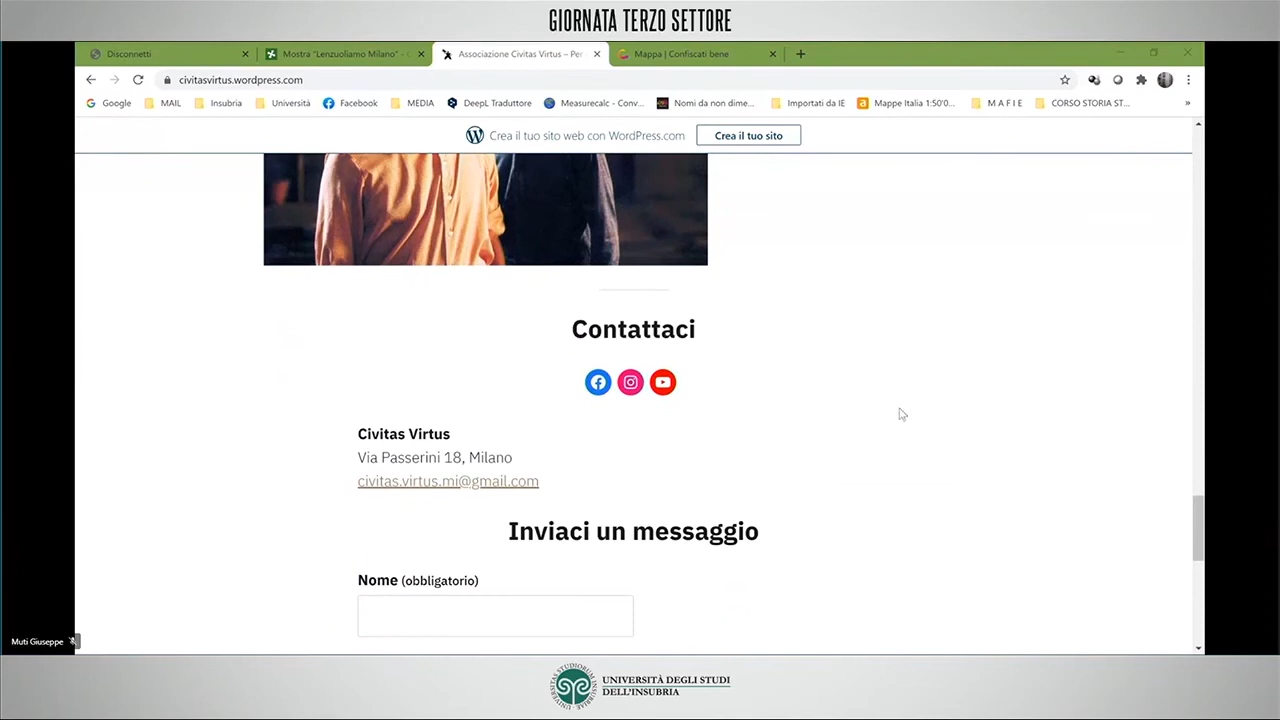 GIORNATA TERZO SETTORE
Disconnetti
Mostra "Lenzuoliamo Milano" -
Associazione Civitas Virtus – Per
Mappa | Confiscati bene
civitasvirtus.wordpress.com
Google MAIL Insubria Università Facebook MEDIA DeepL Traduttore Measurecalc - Conv... Nomi da non dime... Importati da IE Mappe Italia 1:50'0... M A F I E CORSO STORIA ST... »
Crea il tuo sito web con WordPress.com
Crea il tuo sito
Contattaci
Civitas Virtus
Via Passerini 18, Milano
civitas.virtus.mi@gmail.com
Inviaci un messaggio
Nome (obbligatorio)
Muti Giuseppe
UNIVERSITÀ DEGLI STUDI
DELL'INSUBRIA